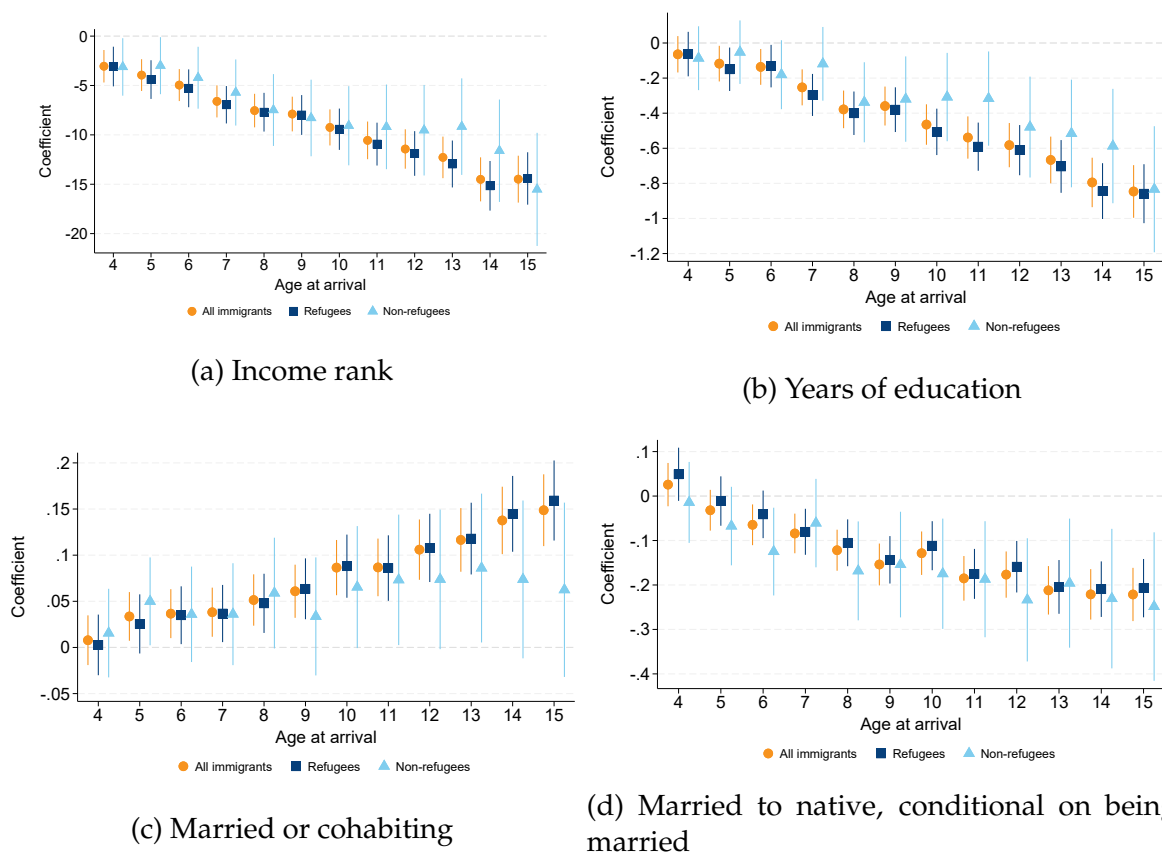 0
-5
-10
-15
-20
Coefficient
4 5 6 7 8 9 10 11 12 13 14 15
Age at arrival
All immigrants Refugees Non-refugees
(a) Income rank
0
-.2
-.4
-.6
-.8
-1
-1.2
Coefficient
4 5 6 7 8 9 10 11 12 13 14 15
Age at arrival
All immigrants Refugees Non-refugees
(b) Years of education
.2
.15
.1
.05
0
-.05
Coefficient
4 5 6 7 8 9 10 11 12 13 14 15
Age at arrival
All immigrants Refugees Non-refugees
(c) Married or cohabiting
.1
0
-.1
-.2
-.3
-.4
Coefficient
4 5 6 7 8 9 10 11 12 13 14 15
Age at arrival
All immigrants Refugees Non-refugees
(d) Married to native, conditional on being
married